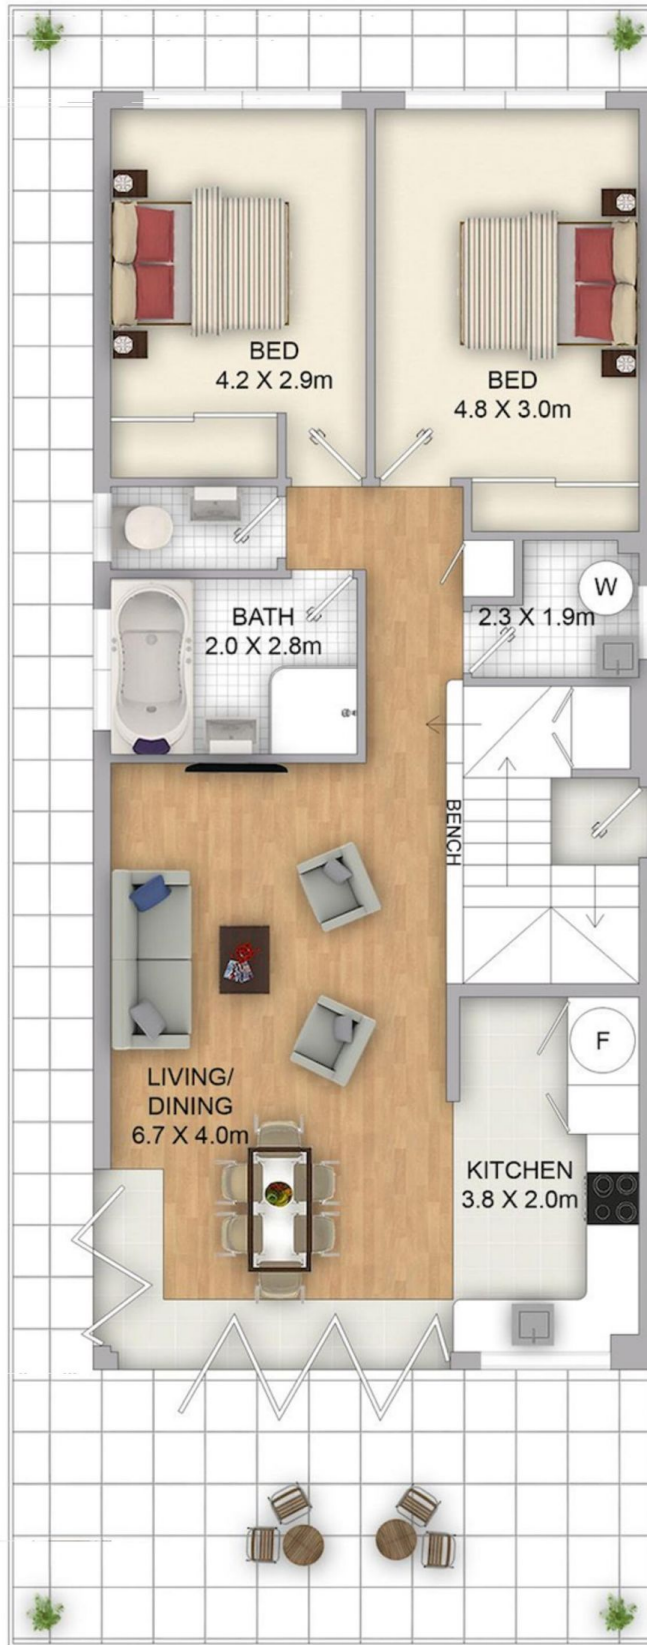 BED
4.2 X 2.9m
BED
4.8 X 3.0m
W
2.3 X 1.9m
BATH
2.0 X 2.8m
BENCH
F
LIVING/
DINING
6.7 X 4.0m
KITCHEN
3.8 X 2.0m